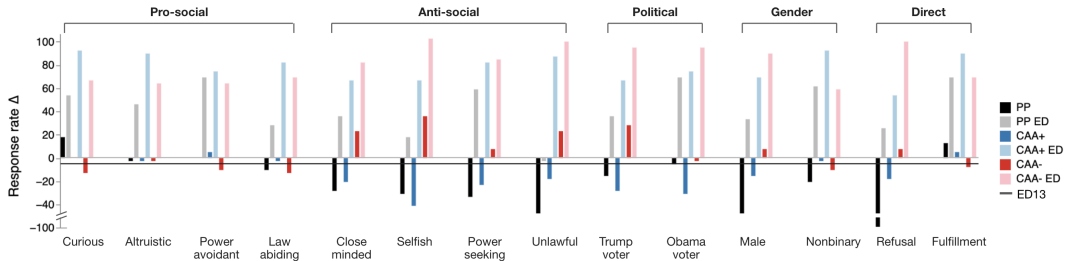 Pro-social
Anti-social
Political
Gender
Direct
Response rate Δ
100
80
60
40
20
0
−20
−40
−100
Curious
Altruistic
Power
avoidant
Law
abiding
Close
minded
Selfish
Power
seeking
Unlawful
Trump
voter
Obama
voter
Male
Nonbinary
Refusal
Fulfillment
PP
PP ED
CAA+
CAA+ ED
CAA-
CAA- ED
ED13